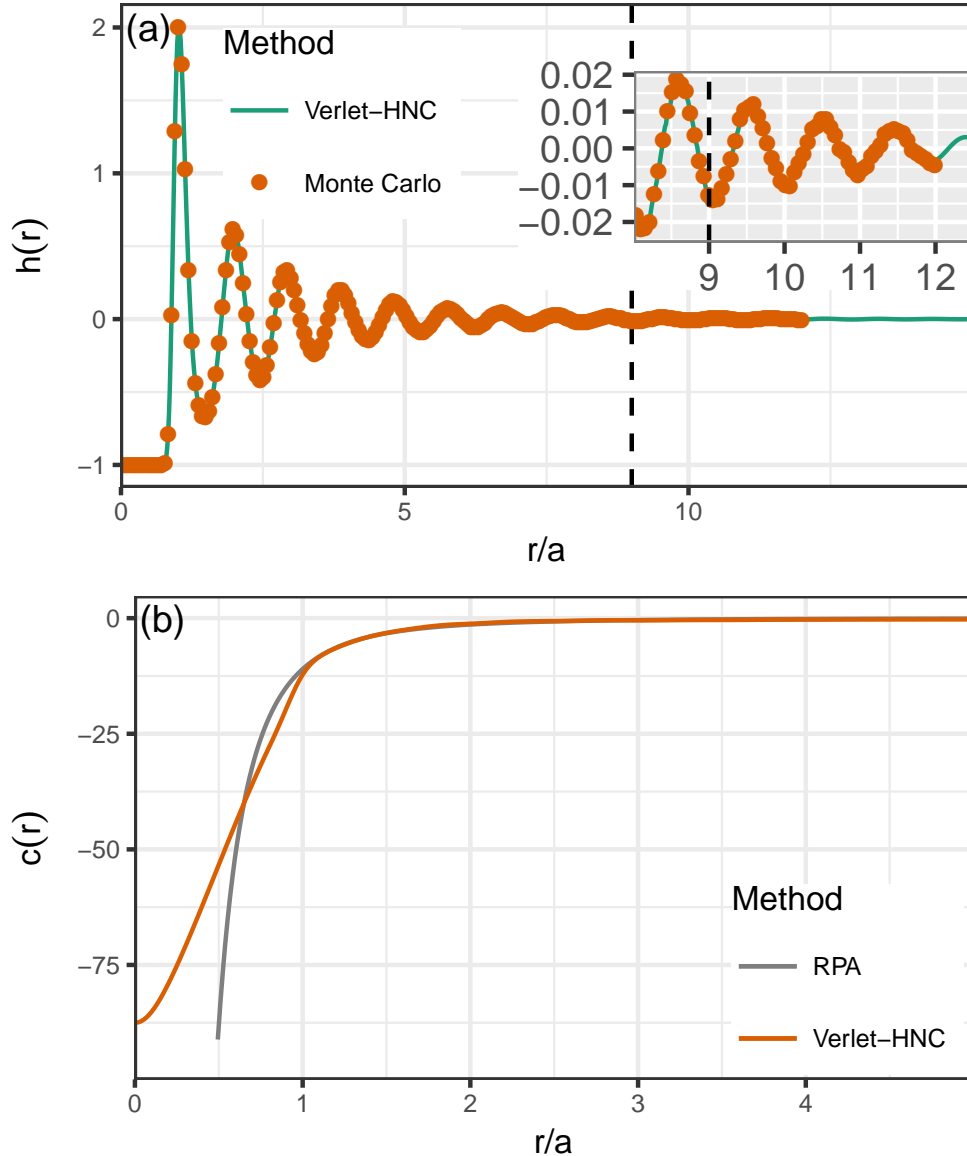 (a)
Method
Verlet−HNC
Monte Carlo
2
1
0
−1
h(r)
0.02
0.01
0.00
−0.01
−0.02
9 10 11 12
0 5 10
r/a
(b)
0
−25
−50
−75
c(r)
Method
RPA
Verlet−HNC
0 1 2 3 4
r/a